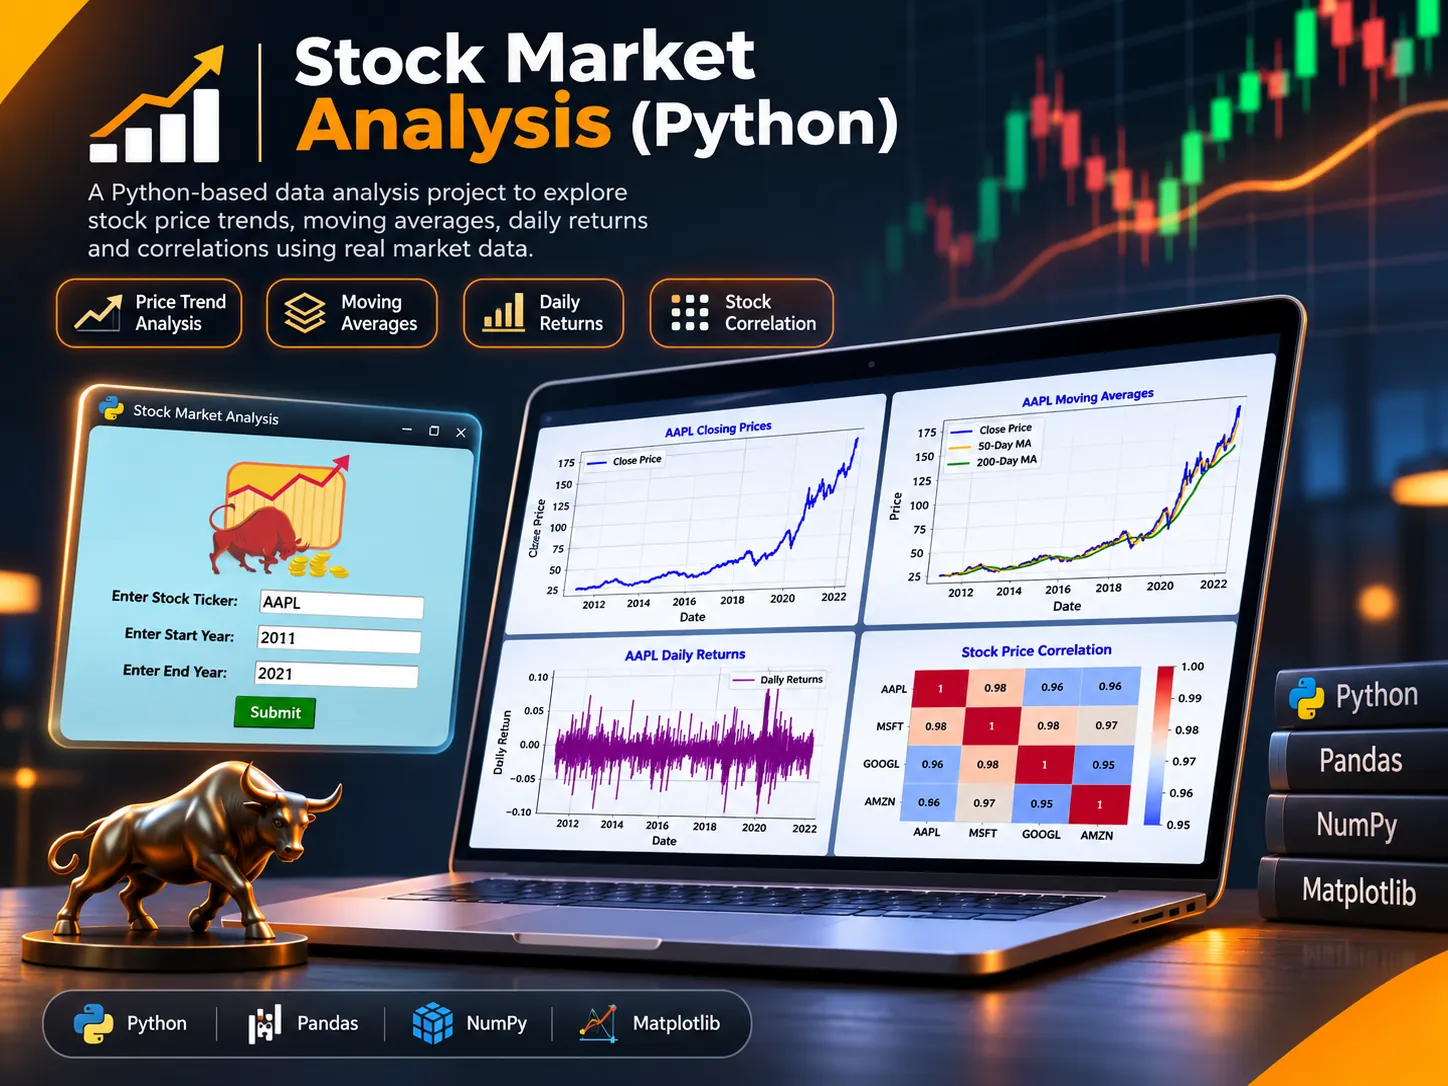 Stock Market
Analysis (Python)
A Python-based data analysis project to explore
stock price trends, moving averages, daily returns
and correlations using real market data.
Price Trend
Analysis
Moving
Averages
Daily
Returns
Stock
Correlation
Stock Market Analysis
Enter Stock Ticker: AAPL
Enter Start Year: 2011
Enter End Year: 2021
Submit
AAPL Closing Prices
Close Price
175
150
125
100
75
50
25
Close Price
2012 2014 2016 2018 2020 2022
Date
AAPL Moving Averages
Close Price
50-Day MA
200-Day MA
175
150
125
100
75
50
25
Price
2012 2014 2016 2018 2020 2022
Date
AAPL Daily Returns
Daily Returns
0.10
0.05
0.00
−0.05
−0.10
Daily Return
2012 2014 2016 2018 2020 2022
Date
Stock Price Correlation
AAPL 1 0.98 0.96 0.96
MSFT 0.98 1 0.98 0.97
GOOGL 0.96 0.98 1 0.95
AMZN 0.96 0.97 0.95 1
AAPL MSFT GOOGL AMZN
1.00
0.99
0.98
0.97
0.96
0.95
Python
Pandas
NumPy
Matplotlib
Python
Pandas
NumPy
Matplotlib